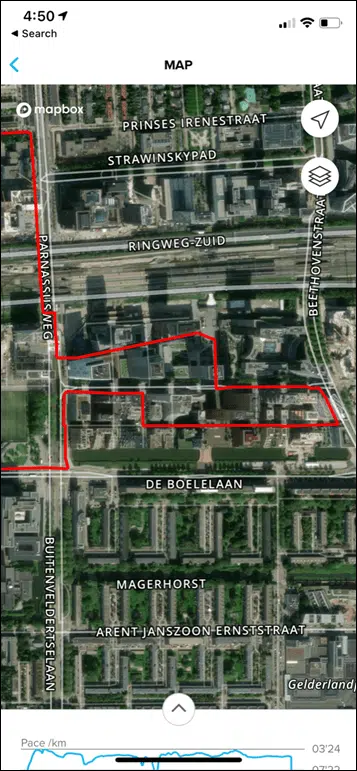 4:50
Search
MAP
mapbox
PRINSES IRENESTRAAT
STRAWINSKYPAD
RINGWEG-ZUID
PARNASSUSWEG
BEETHOVENSTRAAT
DE BOELELAAN
BUITENVELDERTSELAAN
MAGERHORST
ARENT JANSZOON ERNSTSTRAAT
Gelderlandp
Pace /km
03'24